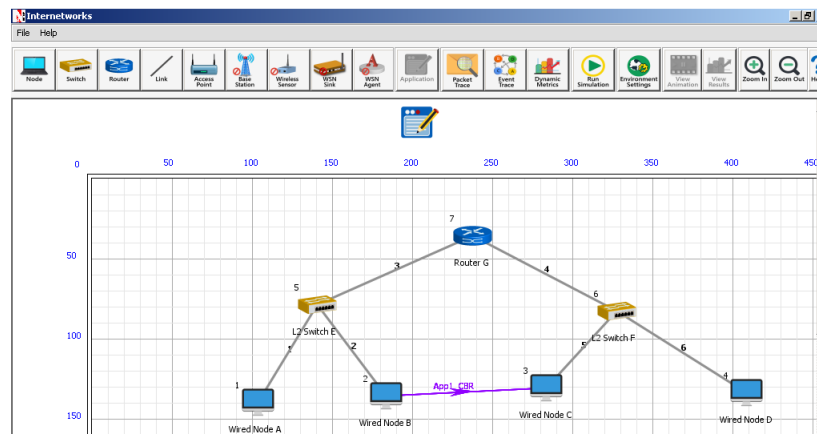 Internetworks
File Help
Node Switch Router Link Access Point Base Station Wireless Sensor WSN Sink WSN Agent Application Packet Trace Event Trace Dynamic Metrics Run Simulation Environment Settings View Animation View Results Zoom In Zoom Out
0 50 100 150 200 250 300 350 400 450
7
50
Router G
3 4
5 6
L2 Switch E L2 Switch F
100
1 2 5 6
1 2 App1_CBR 3 4
150
Wired Node A Wired Node B Wired Node C Wired Node D